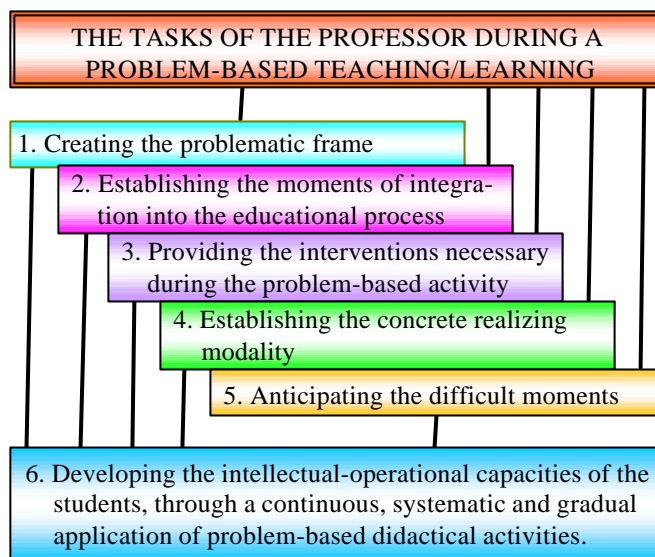 THE TASKS OF THE PROFESSOR DURING A
PROBLEM-BASED TEACHING/LEARNING
1. Creating the problematic frame
2. Establishing the moments of integra-
tion into the educational process
3. Providing the interventions necessary
during the problem-based activity
4. Establishing the concrete realizing
modality
5. Anticipating the difficult moments
6. Developing the intellectual-operational capacities of the
students, through a continuous, systematic and gradual
application of problem-based didactical activities.